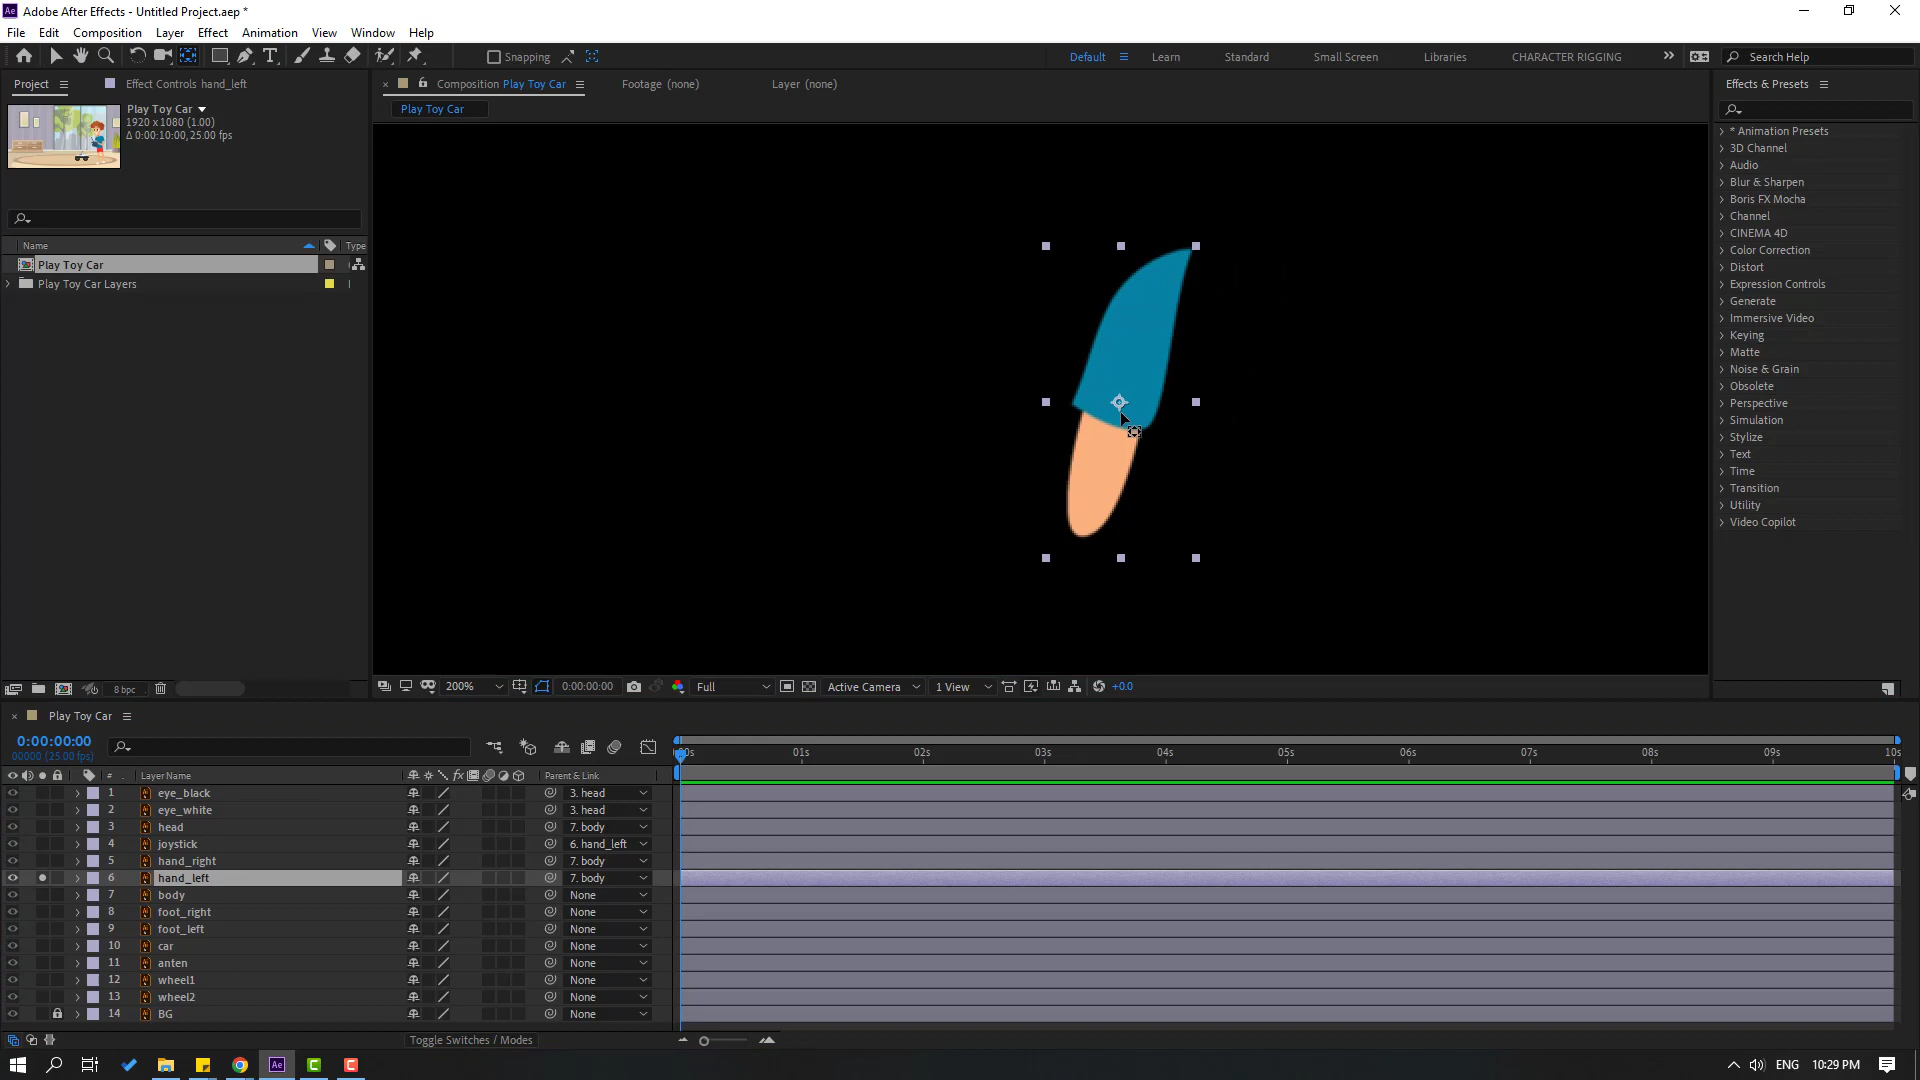 Adobe After Effects - Untitled Project.aep *
File Edit Composition Layer Effect Animation View Window Help
Snapping
Default Learn Standard Small Screen Libraries CHARACTER RIGGING Search Help
Project Effect Controls hand_left
Composition Play Toy Car Footage (none) Layer (none)
Effects & Presets
Play Toy Car
1920 x 1080 (1.00)
Δ 0:00:10:00, 25.00 fps
Play Toy Car
Name Type
Play Toy Car
Play Toy Car Layers
* Animation Presets
3D Channel
Audio
Blur & Sharpen
Boris FX Mocha
Channel
CINEMA 4D
Color Correction
Distort
Expression Controls
Generate
Immersive Video
Keying
Matte
Noise & Grain
Obsolete
Perspective
Simulation
Stylize
Text
Time
Transition
Utility
Video Copilot
8 bpc
200% 0:00:00:00 Full Active Camera 1 View +0.0
Play Toy Car
0:00:00:00
00000 (25.00 fps)
01s 02s 03s 04s 05s 06s 07s 08s 09s 10s
# Layer Name Parent & Link
1 eye_black 3. head
2 eye_white 3. head
3 head 7. body
4 joystick 6. hand_left
5 hand_right 7. body
6 hand_left 7. body
7 body None
8 foot_right None
9 foot_left None
10 car None
11 anten None
12 wheel1 None
13 wheel2 None
14 BG None
Toggle Switches / Modes
ENG 10:29 PM